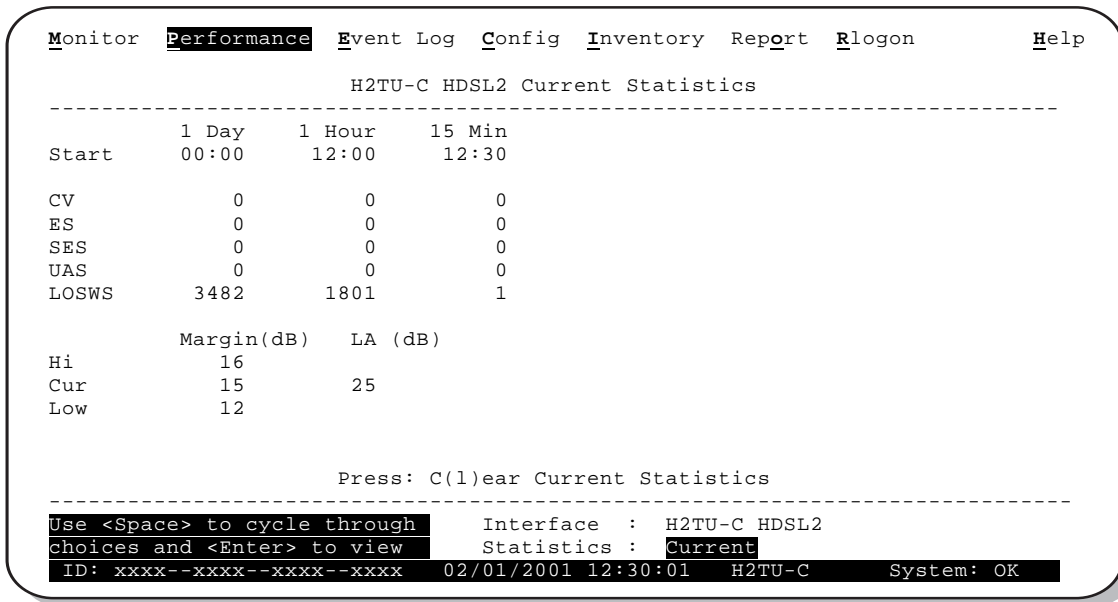 Monitor Performance Event Log Config Inventory Report Rlogon Help
H2TU-C HDSL2 Current Statistics
--------------------------------------------------------------------------------
1 Day 1 Hour 15 Min
Start 00:00 12:00 12:30
CV 0 0 0
ES 0 0 0
SES 0 0 0
UAS 0 0 0
LOSWS 3482 1801 1
Margin(dB) LA (dB)
Hi 16
Cur 15 25
Low 12
Press: C(l)ear Current Statistics
--------------------------------------------------------------------------------
Use <Space> to cycle through Interface : H2TU-C HDSL2
choices and <Enter> to view Statistics : Current
ID: xxxx--xxxx--xxxx--xxxx 02/01/2001 12:30:01 H2TU-C System: OK